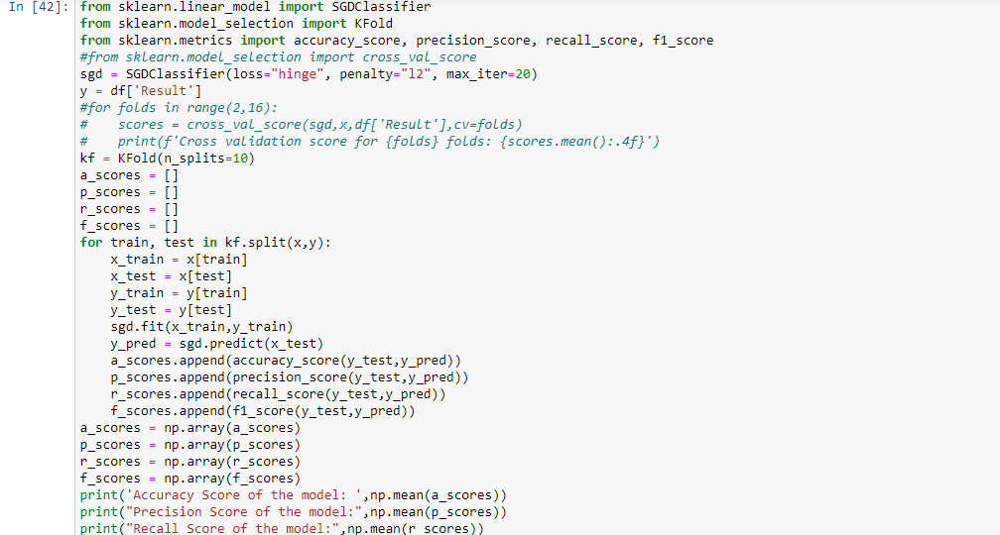 In [42]: from sklearn.linear_model import SGDClassifier
from sklearn.model_selection import KFold
from sklearn.metrics import accuracy_score, precision_score, recall_score, f1_score
#from sklearn.model_selection import cross_val_score
sgd = SGDClassifier(loss="hinge", penalty="l2", max_iter=20)
y = df['Result']
#for folds in range(2,16):
#    scores = cross_val_score(sgd,x,df['Result'],cv=folds)
#    print(f'Cross validation score for {folds} folds: {scores.mean():.4f}')
kf = KFold(n_splits=10)
a_scores = []
p_scores = []
r_scores = []
f_scores = []
for train, test in kf.split(x,y):
    x_train = x[train]
    x_test = x[test]
    y_train = y[train]
    y_test = y[test]
    sgd.fit(x_train,y_train)
    y_pred = sgd.predict(x_test)
    a_scores.append(accuracy_score(y_test,y_pred))
    p_scores.append(precision_score(y_test,y_pred))
    r_scores.append(recall_score(y_test,y_pred))
    f_scores.append(f1_score(y_test,y_pred))
a_scores = np.array(a_scores)
p_scores = np.array(p_scores)
r_scores = np.array(r_scores)
f_scores = np.array(f_scores)
print('Accuracy Score of the model: ',np.mean(a_scores))
print("Precision Score of the model:",np.mean(p_scores))
print("Recall Score of the model:",np.mean(r_scores))